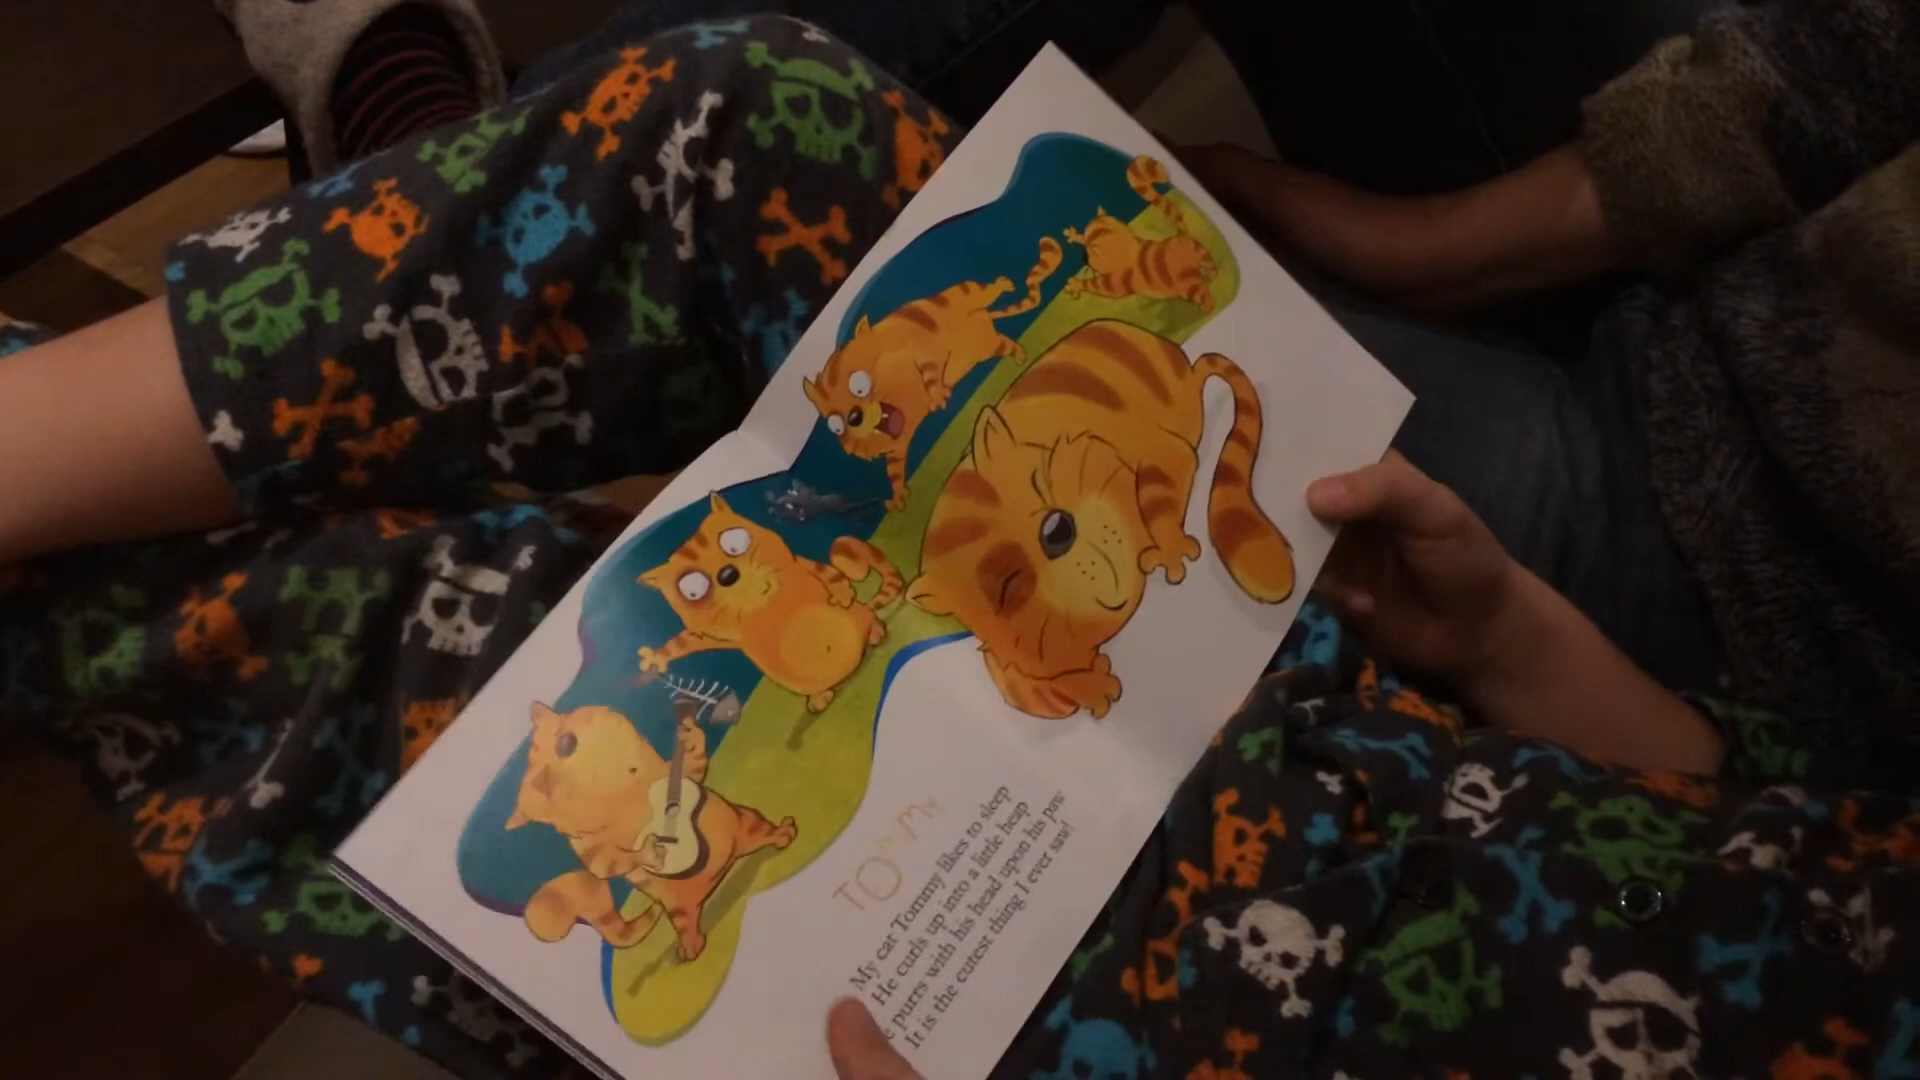 TOMMY
My cat Tommy likes to sleep
He curls up into a little heap
e purrs with his head upon his paw
It is the cutest thing I ever saw!